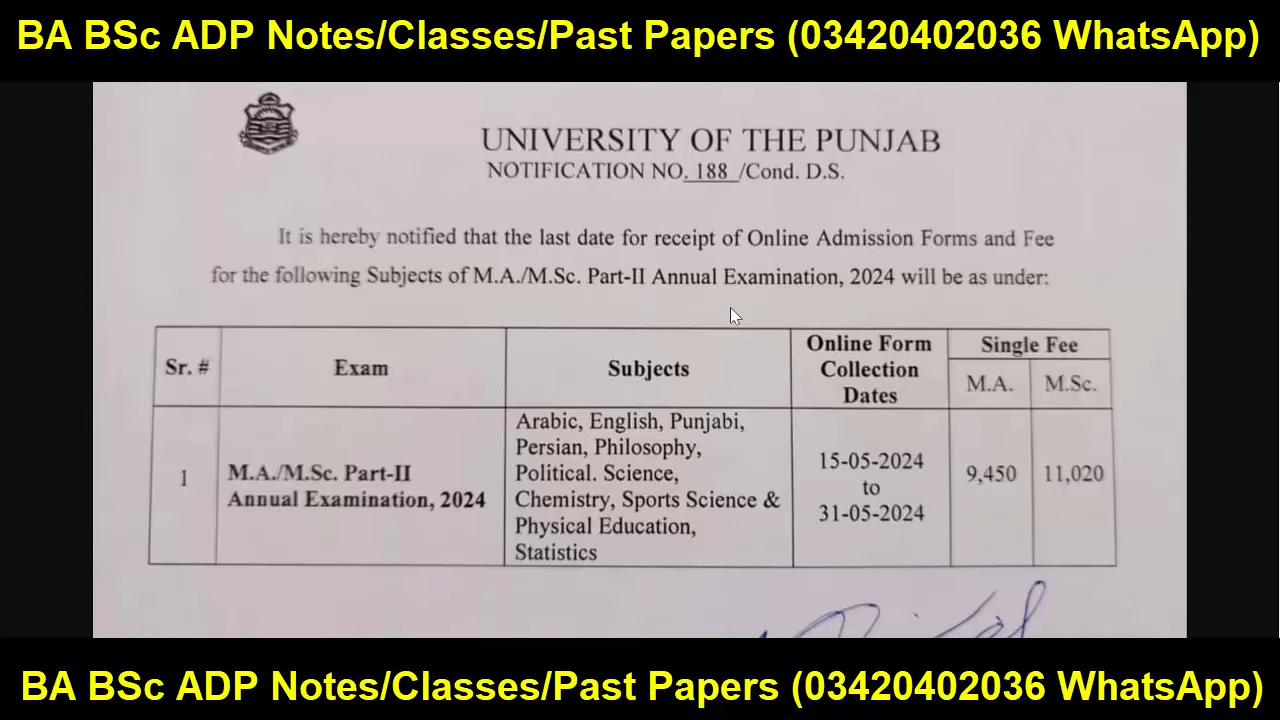 BA BSc ADP Notes/Classes/Past Papers (03420402036 WhatsApp)
UNIVERSITY OF THE PUNJAB
NOTIFICATION NO. 188 /Cond. D.S.
It is hereby notified that the last date for receipt of Online Admission Forms and Fee
for the following Subjects of M.A./M.Sc. Part-II Annual Examination, 2024 will be as under:
Sr. #
Exam
Subjects
Online Form
Collection
Dates
Single Fee
M.A.
M.Sc.
1
M.A./M.Sc. Part-II
Annual Examination, 2024
Arabic, English, Punjabi,
Persian, Philosophy,
Political. Science,
Chemistry, Sports Science &
Physical Education,
Statistics
15-05-2024
to
31-05-2024
9,450
11,020
BA BSc ADP Notes/Classes/Past Papers (03420402036 WhatsApp)